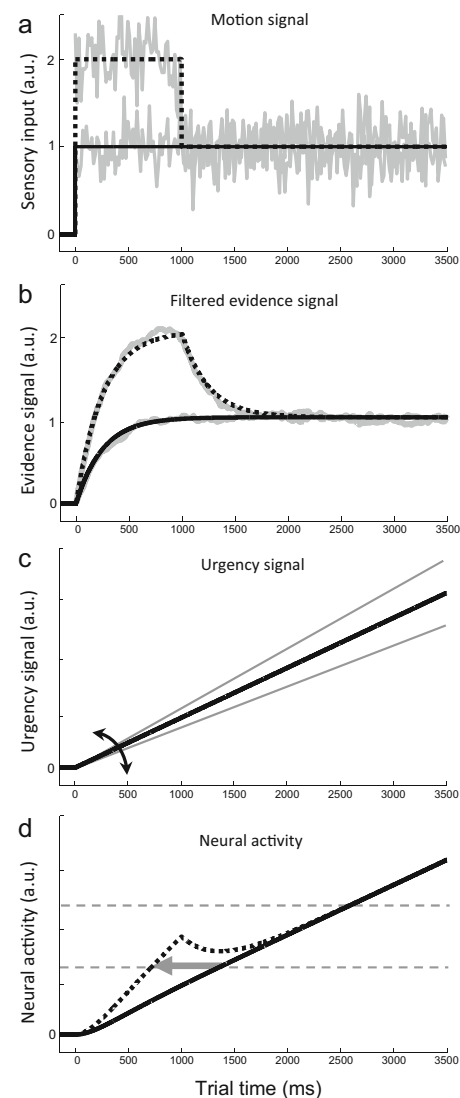 a
Motion signal
Sensory input (a.u.)
2
1
0
0 500 1000 1500 2000 2500 3000 3500
b
Filtered evidence signal
Evidence signal (a.u.)
2
1
0
0 500 1000 1500 2000 2500 3000 3500
c
Urgency signal
Urgency signal (a.u.)
0
0 500 1000 1500 2000 2500 3000 3500
d
Neural activity
Neural activity (a.u.)
0
0 500 1000 1500 2000 2500 3000 3500
Trial time (ms)